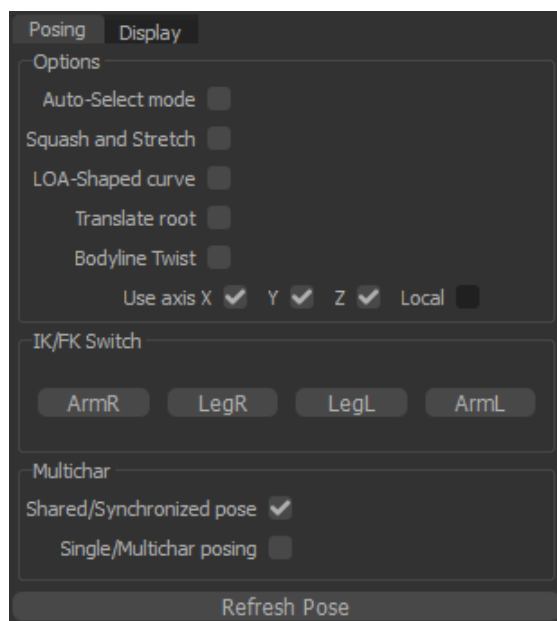 Posing Display
Options
Auto-Select mode
Squash and Stretch
LOA-Shaped curve
Translate root
Bodyline Twist
Use axis X Y Z Local
IK/FK Switch
ArmR LegR LegL ArmL
Multichar
Shared/Synchronized pose
Single/Multichar posing
Refresh Pose